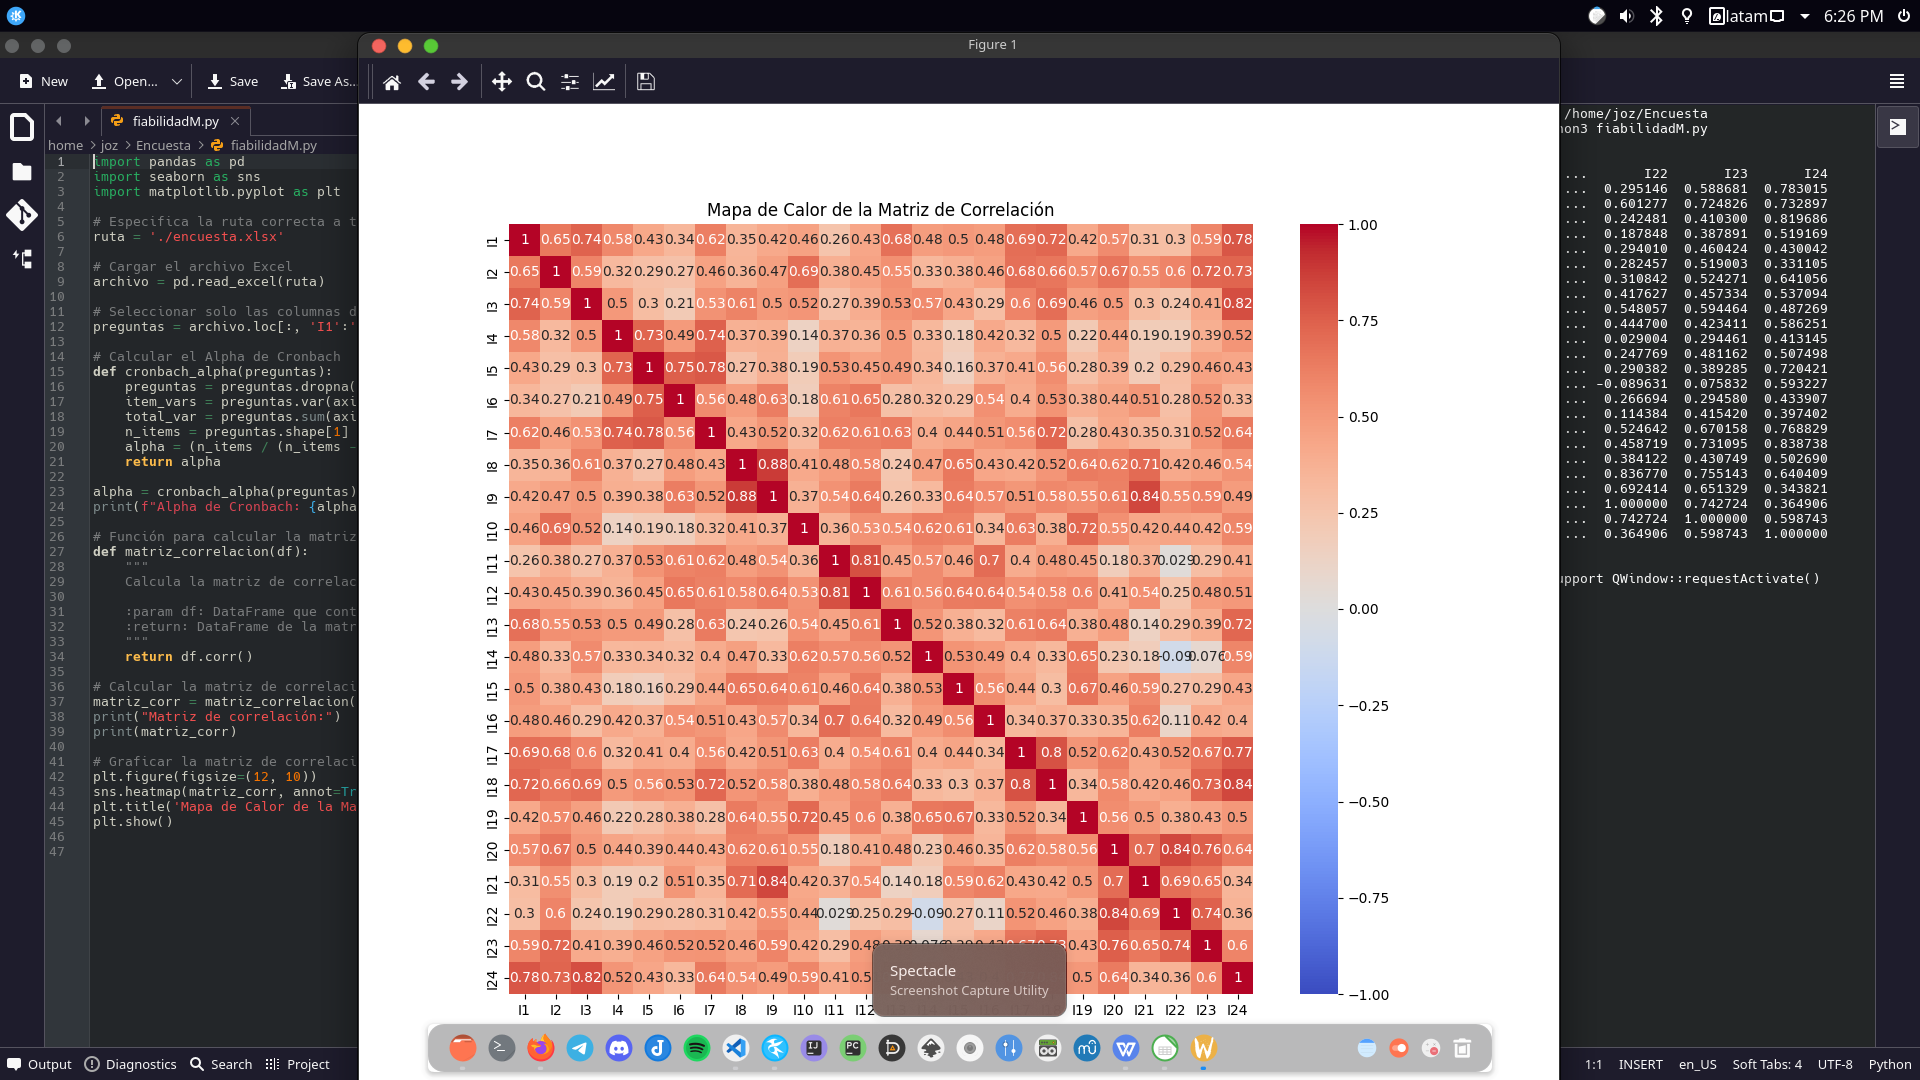 latam
6:26 PM
Figure 1
New
Open...
Save
Save As...
fiabilidadM.py
home > joz > Encuesta > fiabilidadM.py
1 import pandas as pd
2 import seaborn as sns
3 import matplotlib.pyplot as plt
4
5 # Especifica la ruta correcta a t
6 ruta = './encuesta.xlsx'
7
8 # Cargar el archivo Excel
9 archivo = pd.read_excel(ruta)
10
11 # Seleccionar solo las columnas d
12 preguntas = archivo.loc[:, 'I1':'
13
14 # Calcular el Alpha de Cronbach
15 def cronbach_alpha(preguntas):
16 preguntas = preguntas.dropna(
17 item_vars = preguntas.var(axi
18 total_var = preguntas.sum(axi
19 n_items = preguntas.shape[1]
20 alpha = (n_items / (n_items -
21 return alpha
22
23 alpha = cronbach_alpha(preguntas)
24 print(f"Alpha de Cronbach: {alpha
25
26 # Función para calcular la matriz
27 def matriz_correlacion(df):
28 """
29 Calcula la matriz de correlac
30
31 :param df: DataFrame que cont
32 :return: DataFrame de la matr
33 """
34 return df.corr()
35
36 # Calcular la matriz de correlaci
37 matriz_corr = matriz_correlacion(
38 print("Matriz de correlación:")
39 print(matriz_corr)
40
41 # Graficar la matriz de correlaci
42 plt.figure(figsize=(12, 10))
43 sns.heatmap(matriz_corr, annot=Tr
44 plt.title('Mapa de Calor de la Ma
45 plt.show()
46
47
Mapa de Calor de la Matriz de Correlación
I1 1 0.65 0.74 0.58 0.43 0.34 0.62 0.35 0.42 0.46 0.26 0.43 0.68 0.48 0.5 0.48 0.69 0.72 0.42 0.57 0.31 0.3 0.59 0.78
I2 0.65 1 0.59 0.32 0.29 0.27 0.46 0.36 0.47 0.69 0.38 0.45 0.55 0.33 0.38 0.46 0.68 0.66 0.57 0.67 0.55 0.6 0.72 0.73
I3 0.74 0.59 1 0.5 0.3 0.21 0.53 0.61 0.5 0.52 0.27 0.39 0.53 0.57 0.43 0.29 0.6 0.69 0.46 0.5 0.3 0.24 0.41 0.82
I4 0.58 0.32 0.5 1 0.73 0.49 0.74 0.37 0.39 0.14 0.37 0.36 0.5 0.33 0.18 0.42 0.32 0.5 0.22 0.44 0.19 0.19 0.39 0.52
I5 0.43 0.29 0.3 0.73 1 0.75 0.78 0.27 0.38 0.19 0.53 0.45 0.49 0.34 0.16 0.37 0.41 0.56 0.28 0.39 0.2 0.29 0.46 0.43
I6 0.34 0.27 0.21 0.49 0.75 1 0.56 0.48 0.63 0.18 0.61 0.65 0.28 0.32 0.29 0.54 0.4 0.53 0.38 0.44 0.51 0.28 0.52 0.33
I7 0.62 0.46 0.53 0.74 0.78 0.56 1 0.43 0.52 0.32 0.62 0.61 0.63 0.4 0.44 0.51 0.56 0.72 0.28 0.43 0.35 0.31 0.52 0.64
I8 0.35 0.36 0.61 0.37 0.27 0.48 0.43 1 0.88 0.41 0.48 0.58 0.24 0.47 0.65 0.43 0.42 0.52 0.64 0.62 0.71 0.42 0.46 0.54
I9 0.42 0.47 0.5 0.39 0.38 0.63 0.52 0.88 1 0.37 0.54 0.64 0.26 0.33 0.64 0.57 0.51 0.58 0.55 0.61 0.84 0.55 0.59 0.49
I10 0.46 0.69 0.52 0.14 0.19 0.18 0.32 0.41 0.37 1 0.36 0.53 0.54 0.62 0.61 0.34 0.63 0.38 0.72 0.55 0.42 0.44 0.42 0.59
I11 0.26 0.38 0.27 0.37 0.53 0.61 0.62 0.48 0.54 0.36 1 0.81 0.45 0.57 0.46 0.7 0.4 0.48 0.45 0.18 0.37 0.029 0.29 0.41
I12 0.43 0.45 0.39 0.36 0.45 0.65 0.61 0.58 0.64 0.53 0.81 1 0.61 0.56 0.64 0.64 0.54 0.58 0.6 0.41 0.54 0.25 0.48 0.51
I13 0.68 0.55 0.53 0.5 0.49 0.28 0.63 0.24 0.26 0.54 0.45 0.61 1 0.52 0.38 0.32 0.61 0.64 0.38 0.48 0.14 0.29 0.39 0.72
I14 0.48 0.33 0.57 0.33 0.34 0.32 0.4 0.47 0.33 0.62 0.57 0.56 0.52 1 0.53 0.49 0.4 0.33 0.65 0.23 0.18 -0.09 0.076 0.59
I15 0.5 0.38 0.43 0.18 0.16 0.29 0.44 0.65 0.64 0.61 0.46 0.64 0.38 0.53 1 0.56 0.44 0.3 0.67 0.46 0.59 0.27 0.29 0.43
I16 0.48 0.46 0.29 0.42 0.37 0.54 0.51 0.43 0.57 0.34 0.7 0.64 0.32 0.49 0.56 1 0.34 0.37 0.33 0.35 0.62 0.11 0.42 0.4
I17 0.69 0.68 0.6 0.32 0.41 0.4 0.56 0.42 0.51 0.63 0.4 0.54 0.61 0.4 0.44 0.34 1 0.8 0.52 0.62 0.43 0.52 0.67 0.77
I18 0.72 0.66 0.69 0.5 0.56 0.53 0.72 0.52 0.58 0.38 0.48 0.58 0.64 0.33 0.3 0.37 0.8 1 0.34 0.58 0.42 0.46 0.73 0.84
I19 0.42 0.57 0.46 0.22 0.28 0.38 0.28 0.64 0.55 0.72 0.45 0.6 0.38 0.65 0.67 0.33 0.52 0.34 1 0.56 0.5 0.38 0.43 0.5
I20 0.57 0.67 0.5 0.44 0.39 0.44 0.43 0.62 0.61 0.55 0.18 0.41 0.48 0.23 0.46 0.35 0.62 0.58 0.56 1 0.7 0.84 0.76 0.64
I21 0.31 0.55 0.3 0.19 0.2 0.51 0.35 0.71 0.84 0.42 0.37 0.54 0.14 0.18 0.59 0.62 0.43 0.42 0.5 0.7 1 0.69 0.65 0.34
I22 0.3 0.6 0.24 0.19 0.29 0.28 0.31 0.42 0.55 0.44 0.029 0.25 0.29 -0.09 0.27 0.11 0.52 0.46 0.38 0.84 0.69 1 0.74 0.36
I23 0.59 0.72 0.41 0.39 0.46 0.52 0.52 0.46 0.59 0.42 0.29 0.48 0.43 0.76 0.65 0.74 1 0.6
I24 0.78 0.73 0.82 0.52 0.43 0.33 0.64 0.54 0.49 0.59 0.41 0.5 0.5 0.64 0.34 0.36 0.6 1
I1 I2 I3 I4 I5 I6 I7 I8 I9 I10 I11 I12 I19 I20 I21 I22 I23 I24
1.00
0.75
0.50
0.25
0.00
−0.25
−0.50
−0.75
−1.00
Spectacle
Screenshot Capture Utility
/home/joz/Encuesta
hon3 fiabilidadM.py
... I22 I23 I24
... 0.295146 0.588681 0.783015
... 0.601277 0.724826 0.732897
... 0.242481 0.410300 0.819686
... 0.187848 0.387891 0.519169
... 0.294010 0.460424 0.430042
... 0.282457 0.519003 0.331105
... 0.310842 0.524271 0.641056
... 0.417627 0.457334 0.537094
... 0.548057 0.594464 0.487269
... 0.444700 0.423411 0.586251
... 0.029004 0.294461 0.413145
... 0.247769 0.481162 0.507498
... 0.290382 0.389285 0.720421
... -0.089631 0.075832 0.593227
... 0.266694 0.294580 0.433907
... 0.114384 0.415420 0.397402
... 0.524642 0.670158 0.768829
... 0.458719 0.731095 0.838738
... 0.384122 0.430749 0.502690
... 0.836770 0.755143 0.640409
... 0.692414 0.651329 0.343821
... 1.000000 0.742724 0.364906
... 0.742724 1.000000 0.598743
... 0.364906 0.598743 1.000000
upport QWindow::requestActivate()
Output
Diagnostics
Search
Project
1:1
INSERT
en_US
Soft Tabs: 4
UTF-8
Python